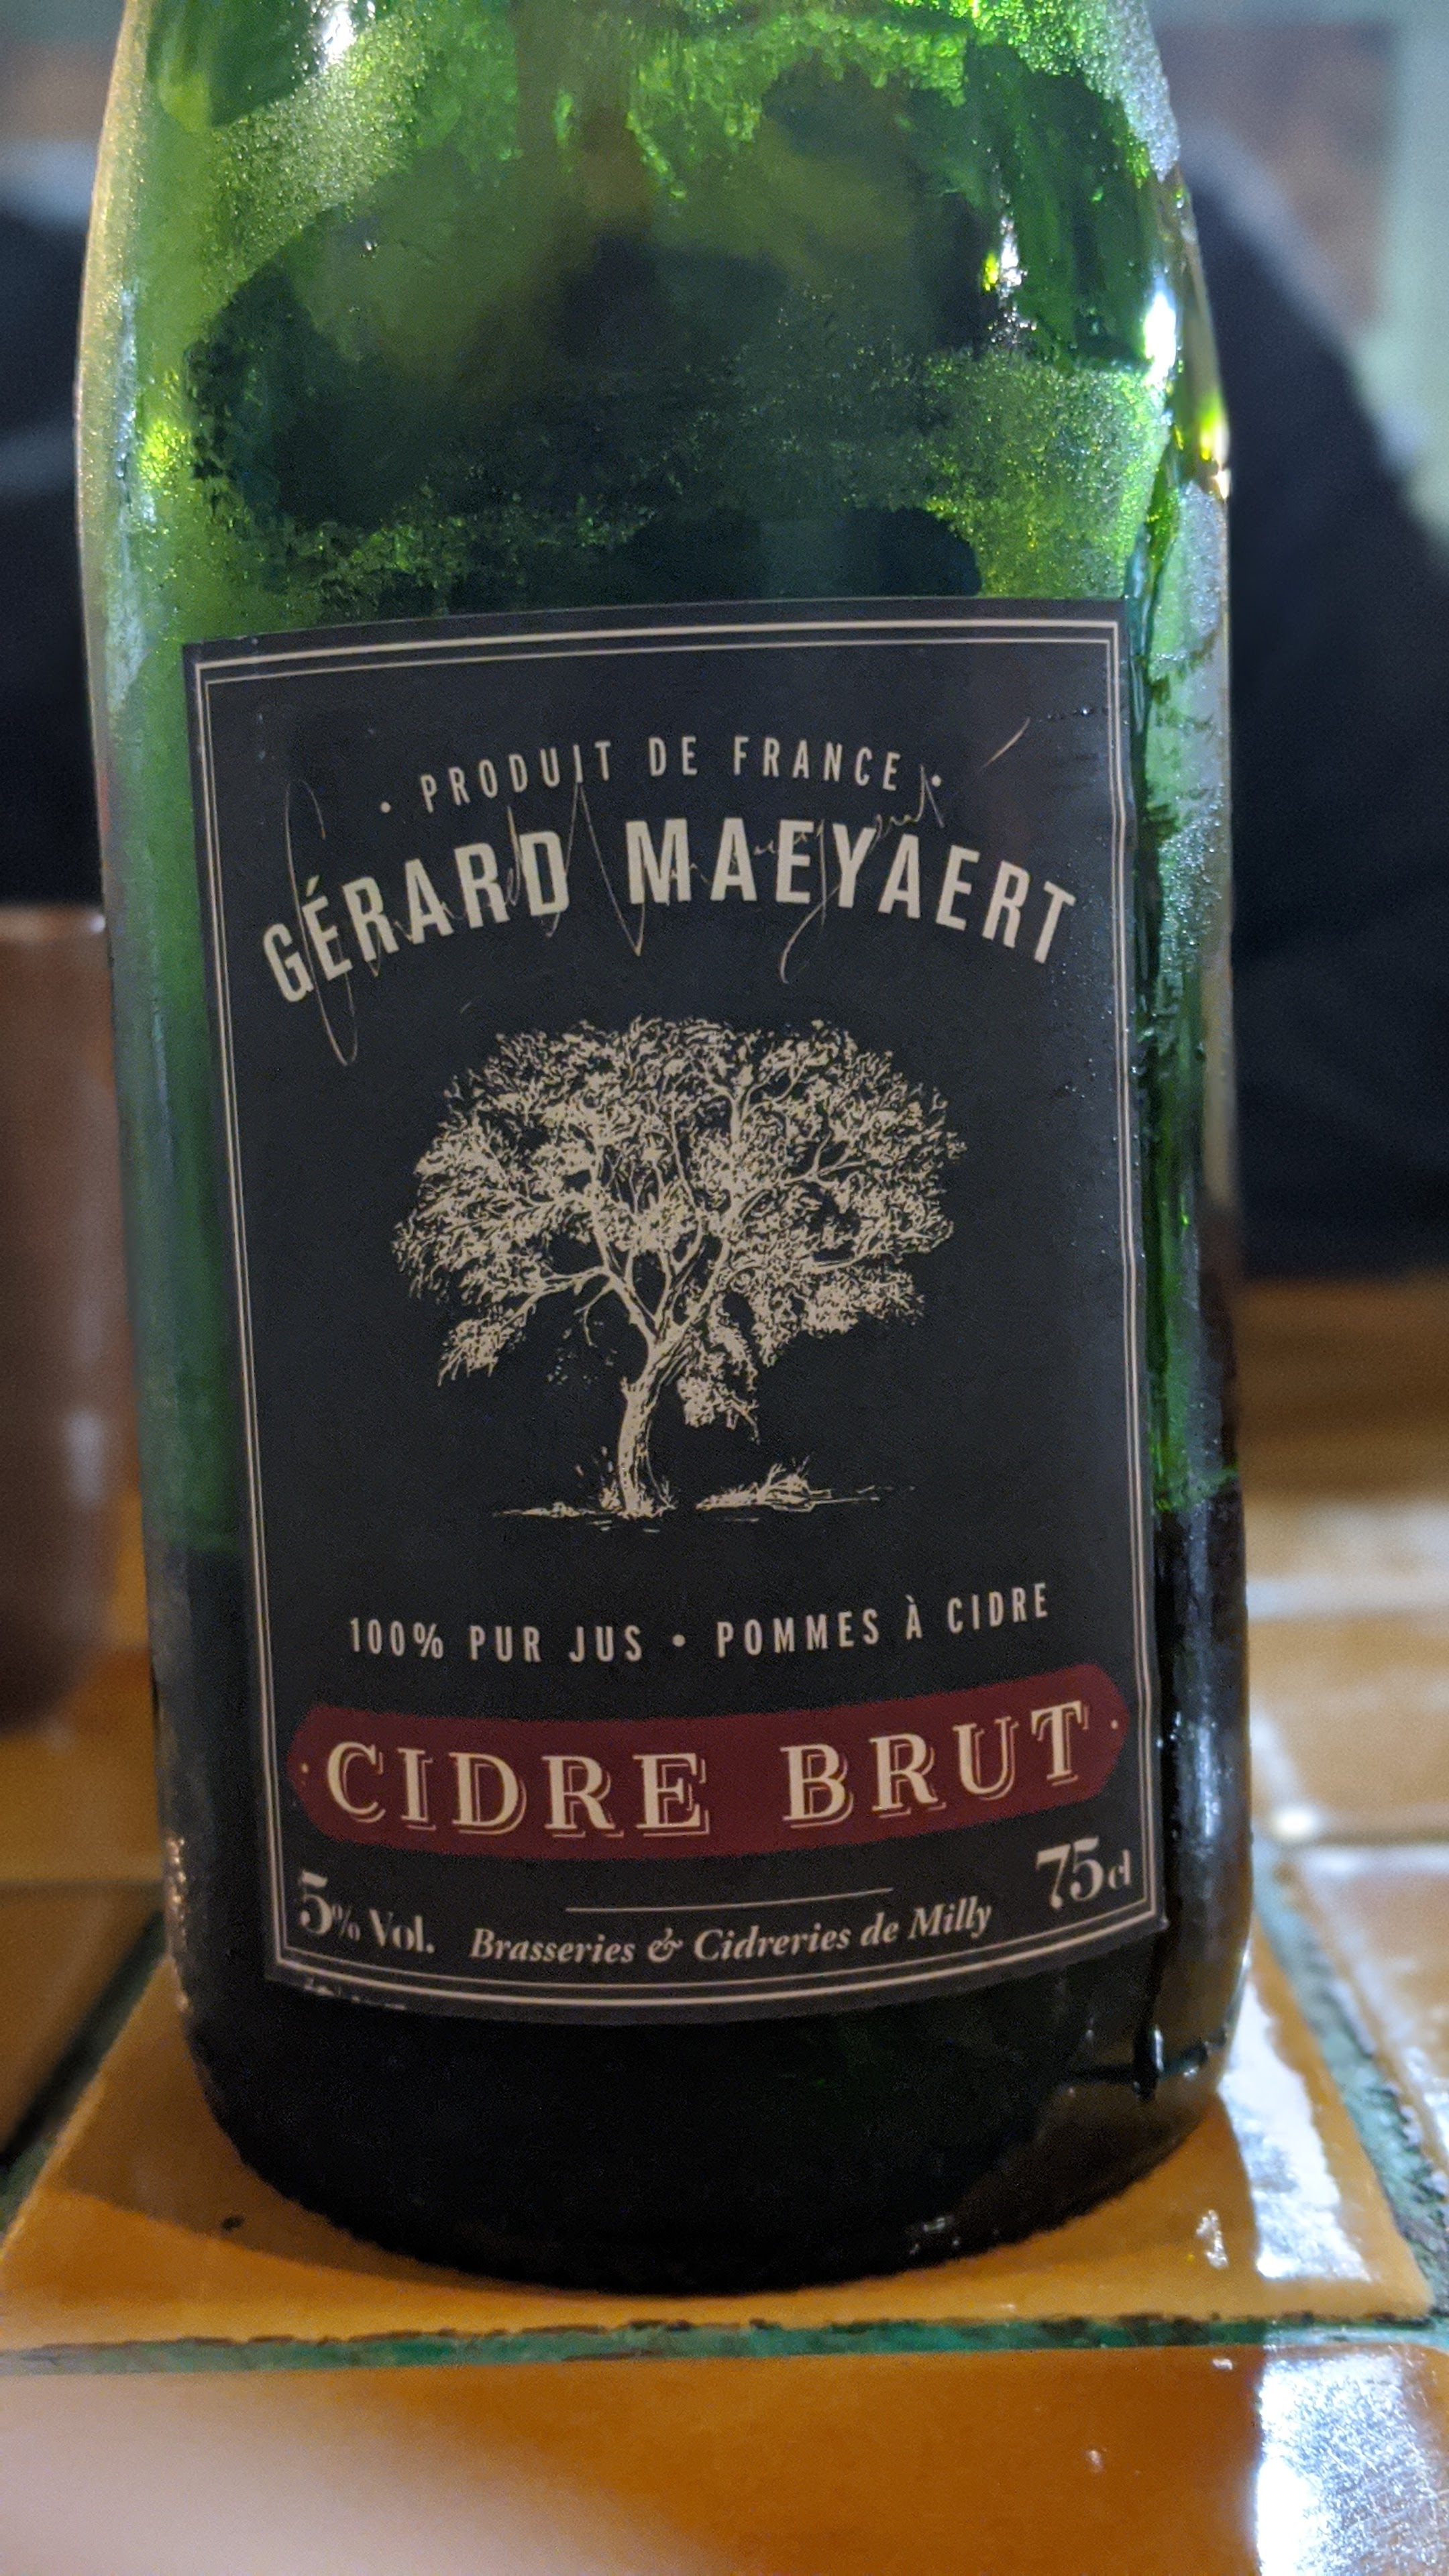 • PRODUIT DE FRANCE •
GÉRARD MAEYAERT
100% PUR JUS • POMMES À CIDRE
• CIDRE BRUT •
5% Vol.
Brasseries & Cidreries de Milly
75cl